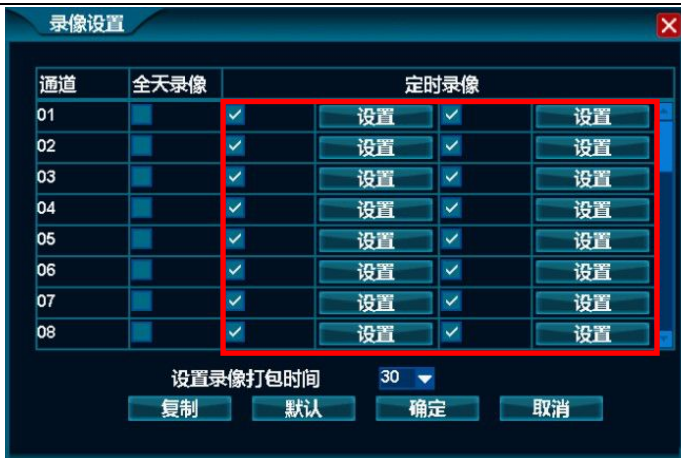 录像设置
通道 全天录像 定时录像
01 设置 设置
02 设置 设置
03 设置 设置
04 设置 设置
05 设置 设置
06 设置 设置
07 设置 设置
08 设置 设置
设置录像打包时间 30
复制 默认 确定 取消